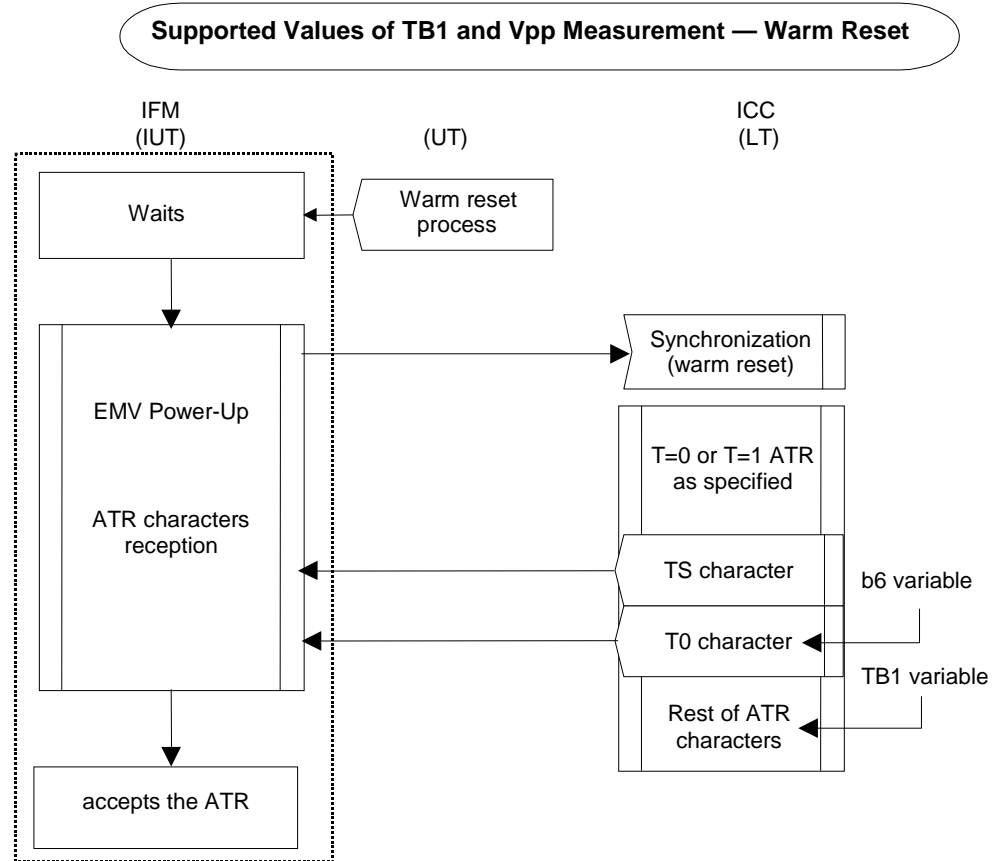 Supported Values of TB1 and Vpp Measurement — Warm Reset
IFM
(IUT)
(UT)
ICC
(LT)
Waits
Warm reset
process
Synchronization
(warm reset)
EMV Power-Up
T=0 or T=1 ATR
as specified
ATR characters
reception
TS character
b6 variable
T0 character
TB1 variable
Rest of ATR
characters
accepts the ATR